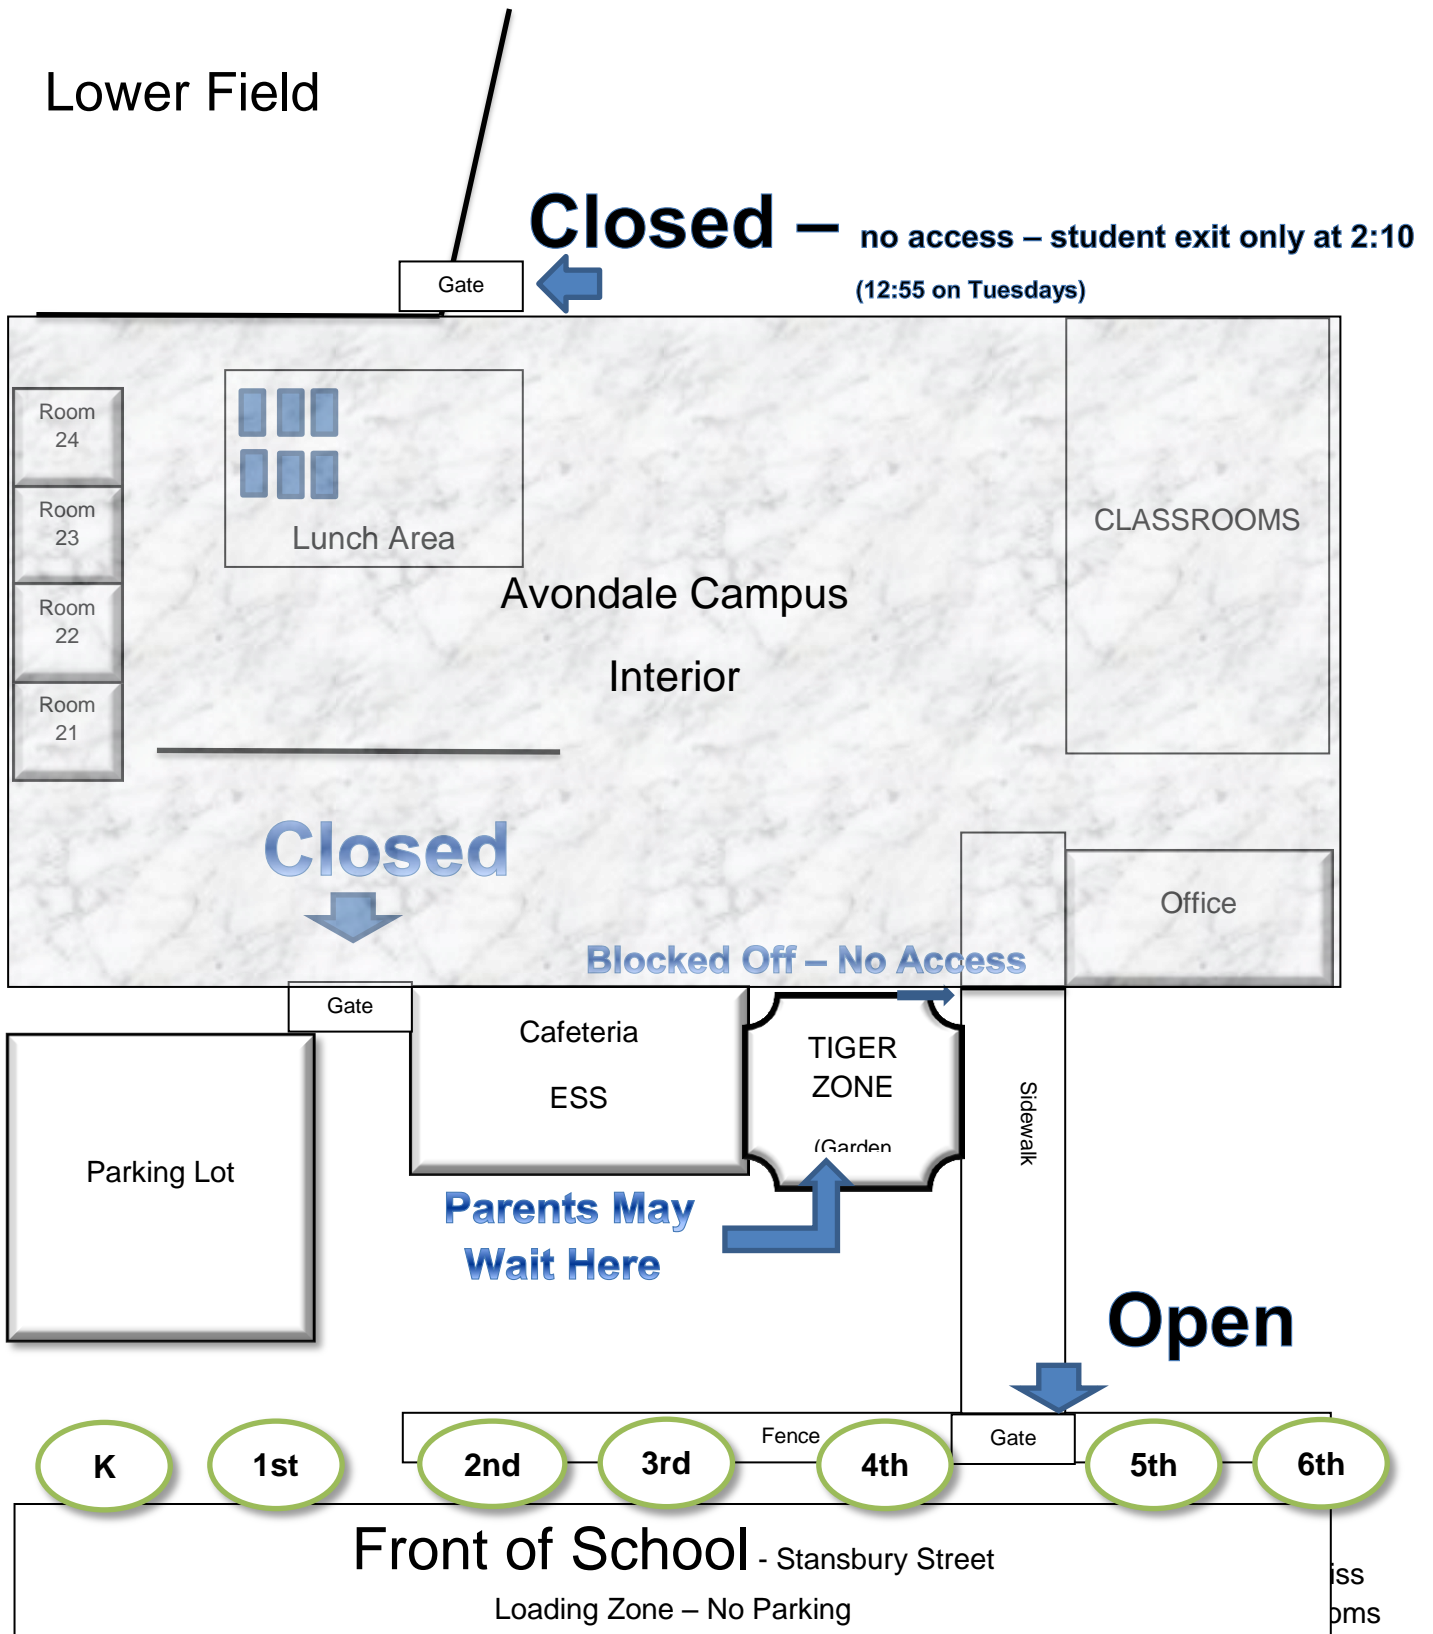 Lower Field
Closed – no access – student exit only at 2:10
(12:55 on Tuesdays)
Gate
Room
24
Room
23
Room
22
Room
21
Lunch Area
CLASSROOMS
Avondale Campus
Interior
Closed
Office
Blocked Off – No Access
Gate
Cafeteria
ESS
TIGER
ZONE
(Garden
Sidewalk
Parking Lot
Parents May
Wait Here
Open
Fence
Gate
K
1st
2nd
3rd
4th
5th
6th
Front of School - Stansbury Street
Loading Zone – No Parking
iss
oms